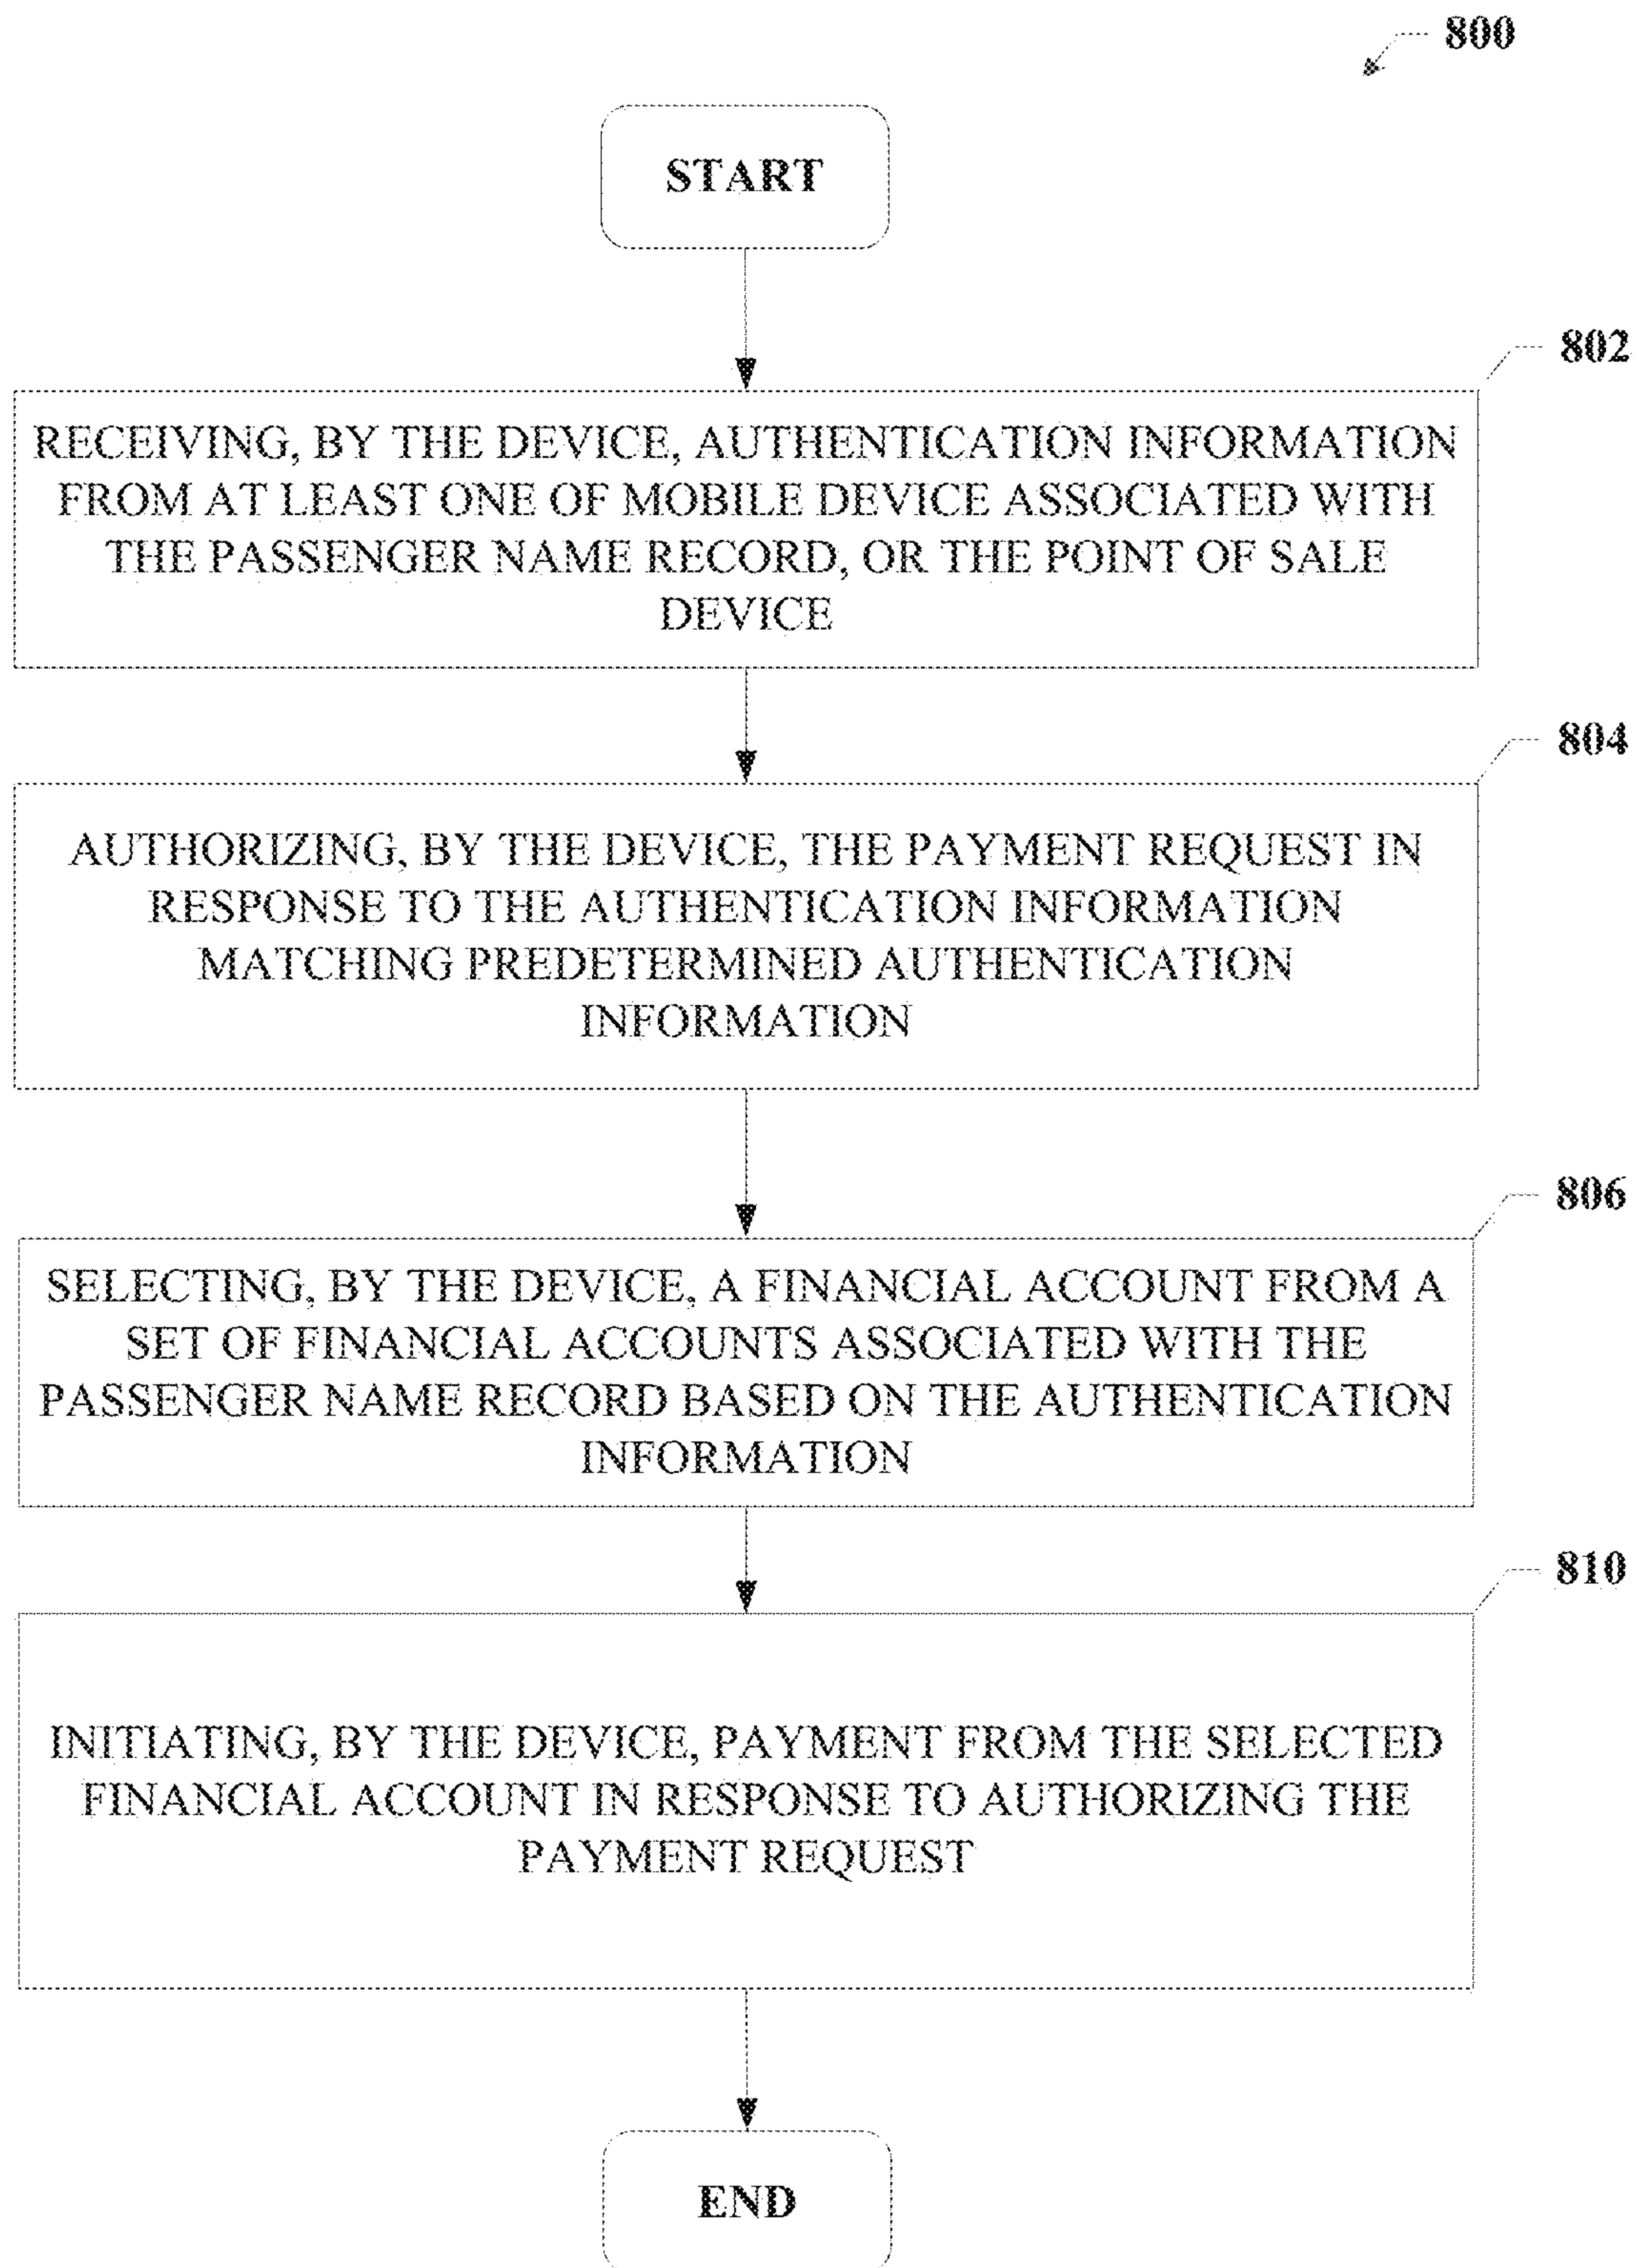 800
START
802
RECEIVING, BY THE DEVICE, AUTHENTICATION INFORMATION
FROM AT LEAST ONE OF MOBILE DEVICE ASSOCIATED WITH
THE PASSENGER NAME RECORD, OR THE POINT OF SALE
DEVICE
804
AUTHORIZING, BY THE DEVICE, THE PAYMENT REQUEST IN
RESPONSE TO THE AUTHENTICATION INFORMATION
MATCHING PREDETERMINED AUTHENTICATION
INFORMATION
806
SELECTING, BY THE DEVICE, A FINANCIAL ACCOUNT FROM A
SET OF FINANCIAL ACCOUNTS ASSOCIATED WITH THE
PASSENGER NAME RECORD BASED ON THE AUTHENTICATION
INFORMATION
810
INITIATING, BY THE DEVICE, PAYMENT FROM THE SELECTED
FINANCIAL ACCOUNT IN RESPONSE TO AUTHORIZING THE
PAYMENT REQUEST
END